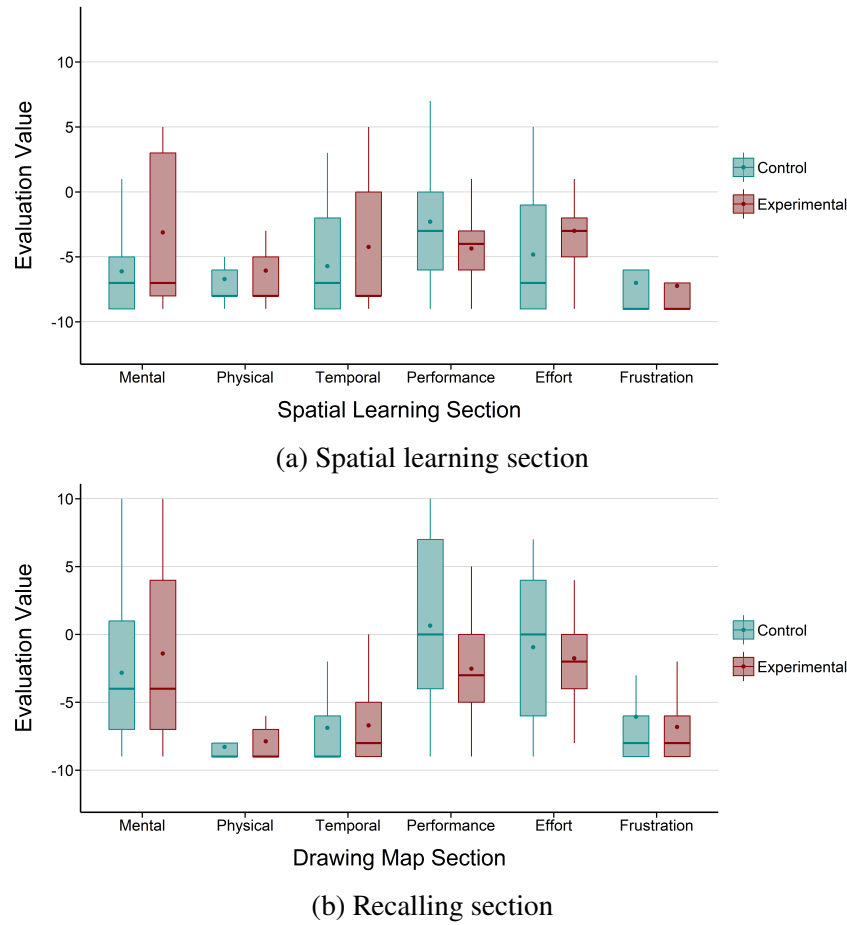 10
5
0
-5
-10
Evaluation Value
Mental Physical Temporal Performance Effort Frustration
Spatial Learning Section
Control
Experimental
(a) Spatial learning section
10
5
0
-5
-10
Evaluation Value
Mental Physical Temporal Performance Effort Frustration
Drawing Map Section
Control
Experimental
(b) Recalling section